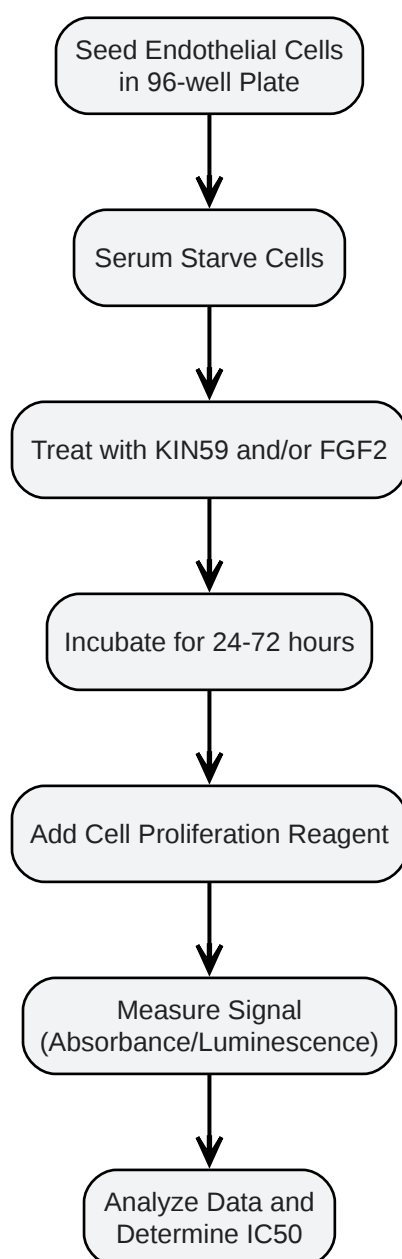 Seed Endothelial Cells
in 96-well Plate
Serum Starve Cells
Treat with KIN59 and/or FGF2
Incubate for 24-72 hours
Add Cell Proliferation Reagent
Measure Signal
(Absorbance/Luminescence)
Analyze Data and
Determine IC50